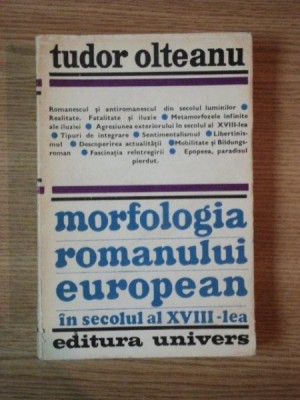 tudor olteanu
Romanescul și antiromanescul din secolul luminilor ●
Realitate. Fatalitate și iluzie ● Metamorfozele infinite
ale iluziei ● Agresiunea exteriorului în secolul al XVIII-lea
● Tipuri de integrare ● Sentimentalismul ● Libertinis-
mul ● Descoperirea actualității ● Mobilitate și Bildungs-
roman ● Fascinația reîntregirii ● Epopeea, paradisul
pierdut.
morfologia
romanului
european
în secolul al XVIII-lea
editura univers